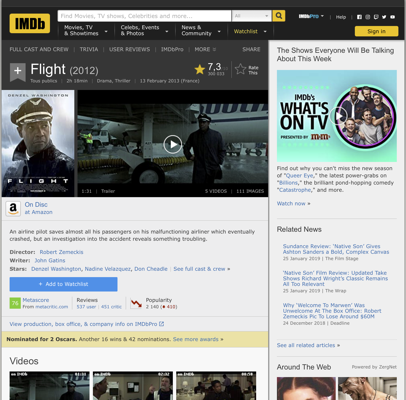 IMDb
Find Movies, TV shows, Celebrities and more...
All
IMDbPro
Help
Movies, TV & Showtimes
Celebs, Events & Photos
News & Community
Watchlist
Sign in
FULL CAST AND CREW | TRIVIA | USER REVIEWS | IMDbPro | MORE
SHARE
Flight (2012)
7,3
Rate This
Tous publics | 2h 18min | Drama, Thriller | 13 February 2013 (France)
DENZEL WASHINGTON
FLIGHT
1:31 | Trailer
5 VIDEOS | 111 IMAGES
On Disc
at Amazon
An airline pilot saves almost all his passengers on his malfunctioning airliner which eventually
crashed, but an investigation into the accident reveals something troubling.
Director: Robert Zemeckis
Writer: John Gatins
Stars: Denzel Washington, Nadine Velazquez, Don Cheadle | See full cast & crew »
+ Add to Watchlist
Metascore
From metacritic.com
Reviews
537 user | 451 critic
Popularity
2 140
View production, box office, & company info on IMDbPro
Nominated for 2 Oscars. Another 16 wins & 42 nominations. See more awards »
Videos
The Shows Everyone Will Be Talking
About This Week
IMDb's
WHAT'S
ON TV
PRESENTED BY
Find out why you can't miss the new season
of "Queer Eye," the latest power-grabs on
"Billions," the brilliant pond-hopping comedy
"Catastrophe," and more.
Watch now »
Related News
Sundance Review: 'Native Son' Gives
Ashton Sanders a Bold, Complex Canvas
25 January 2019 | The Film Stage
'Native Son' Film Review: Updated Take
Shows Richard Wright's Classic Remains
All Too Relevant
25 January 2019 | The Wrap
Why 'Welcome To Marwen' Was
Unwelcome At The Box Office: Robert
Zemeckis Pic To Lose Around $60M
24 December 2018 | Deadline
See all related articles »
Around The Web
Powered by ZergNet